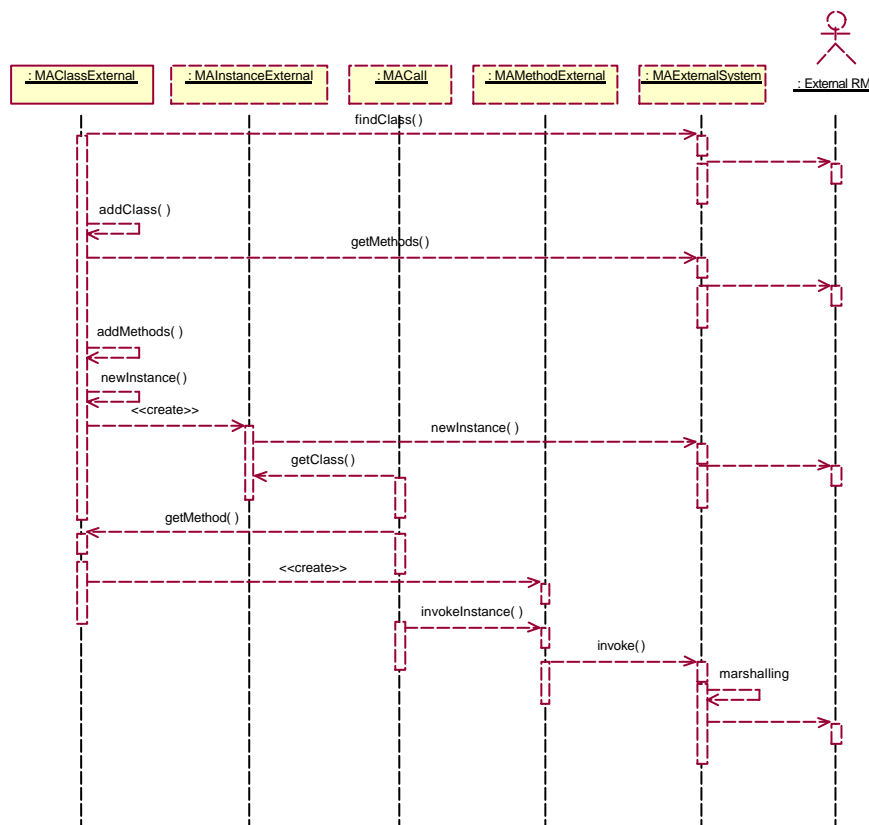 : MAClassExternal
: MAInstanceExternal
: MACall
: MAMethodExternal
: MAExternalSystem
: External RM
findClass()
addClass()
getMethods()
addMethods()
newInstance()
<<create>>
newInstance()
getClass()
getMethod()
<<create>>
invokeInstance()
invoke()
marshalling